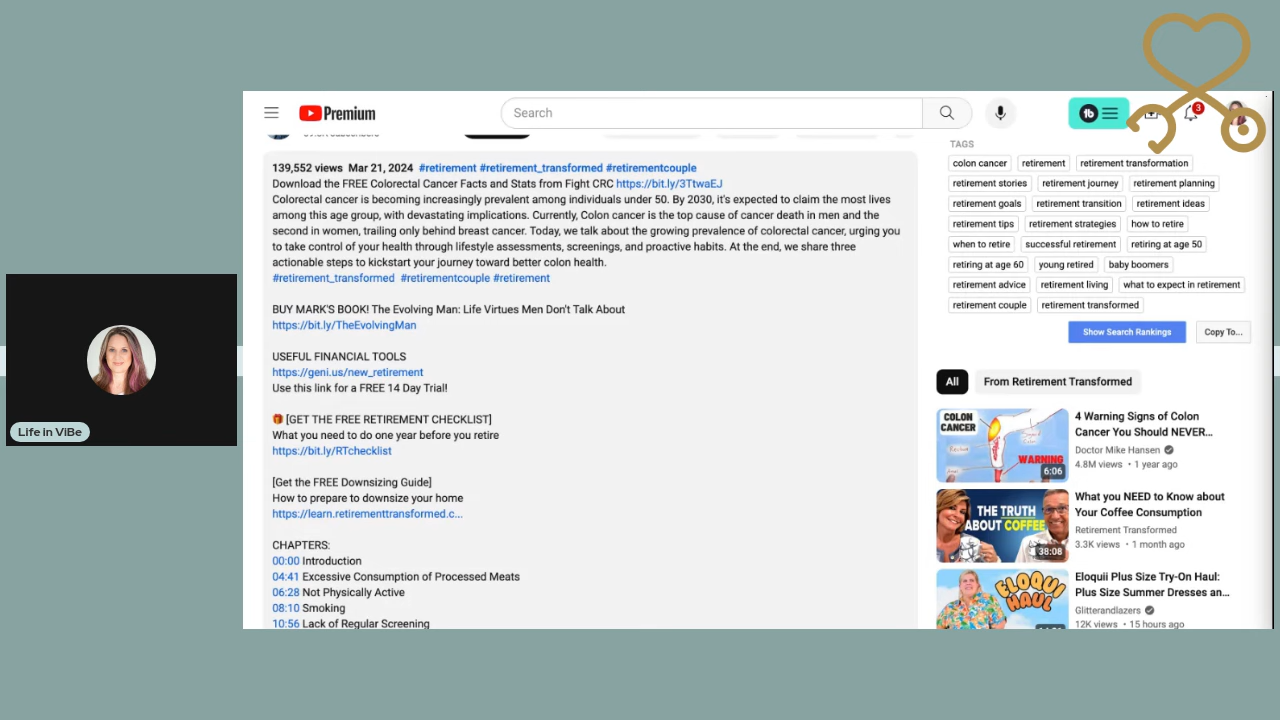 Premium
Search
3
139,552 views Mar 21, 2024 #retirement #retirement_transformed #retirementcouple
Download the FREE Colorectal Cancer Facts and Stats from Fight CRC https://bit.ly/3TtwaEJ
Colorectal cancer is becoming increasingly prevalent among individuals under 50. By 2030, it's expected to claim the most lives
among this age group, with devastating implications. Currently, Colon cancer is the top cause of cancer death in men and the
second in women, trailing only behind breast cancer. Today, we talk about the growing prevalence of colorectal cancer, urging you
to take control of your health through lifestyle assessments, screenings, and proactive habits. At the end, we share three
actionable steps to kickstart your journey toward better colon health.
#retirement_transformed #retirementcouple #retirement
BUY MARK'S BOOK! The Evolving Man: Life Virtues Men Don't Talk About
https://bit.ly/TheEvolvingMan
USEFUL FINANCIAL TOOLS
https://geni.us/new_retirement
Use this link for a FREE 14 Day Trial!
[GET THE FREE RETIREMENT CHECKLIST]
What you need to do one year before you retire
https://bit.ly/RTchecklist
[Get the FREE Downsizing Guide]
How to prepare to downsize your home
https://learn.retirementtransformed.c...
CHAPTERS:
00:00 Introduction
04:41 Excessive Consumption of Processed Meats
06:28 Not Physically Active
08:10 Smoking
10:56 Lack of Regular Screening
TAGS
colon cancer retirement retirement transformation
retirement stories retirement journey retirement planning
retirement goals retirement transition retirement ideas
retirement tips retirement strategies how to retire
when to retire successful retirement retiring at age 50
retiring at age 60 young retired baby boomers
retirement advice retirement living what to expect in retirement
retirement couple retirement transformed
Show Search Rankings Copy To...
All From Retirement Transformed
COLON
CANCER
WARNING
6:06
4 Warning Signs of Colon
Cancer You Should NEVER...
Doctor Mike Hansen
4.8M views • 1 year ago
THE TRUTH
ABOUT COFFEE
38:08
What you NEED to Know about
Your Coffee Consumption
Retirement Transformed
3.3K views • 1 month ago
ELOQUI
HAUL
Eloquii Plus Size Try-On Haul:
Plus Size Summer Dresses an...
Glitterandlazers
12K views • 15 hours ago
Life in ViBe